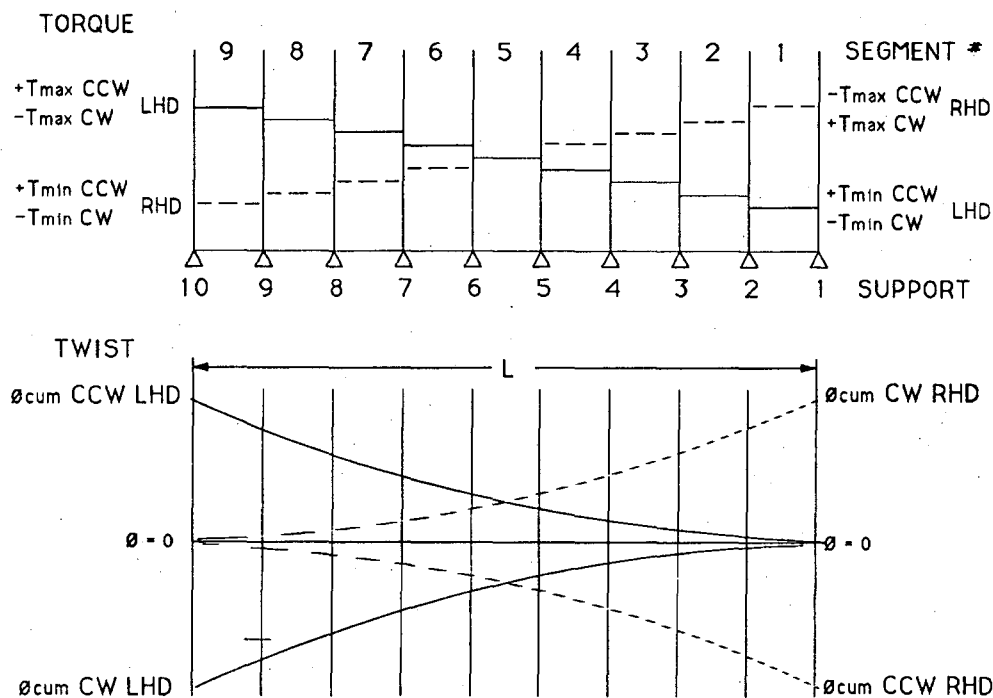 TORQUE
9 8 7 6 5 4 3 2 1 SEGMENT #
+Tmax CCW
-Tmax CW
LHD
-Tmax CCW
+Tmax CW
RHD
+Tmin CCW
-Tmin CW
RHD
+Tmin CCW
-Tmin CW
LHD
10 9 8 7 6 5 4 3 2 1 SUPPORT
TWIST
L
Øcum CCW LHD
Øcum CW RHD
Ø = 0
Ø = 0
Øcum CW LHD
Øcum CCW RHD